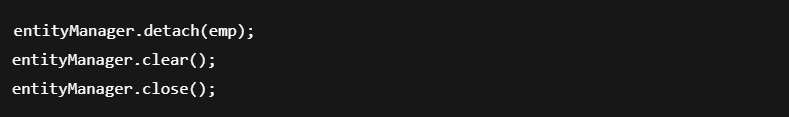 entityManager.detach(emp);
entityManager.clear();
entityManager.close();